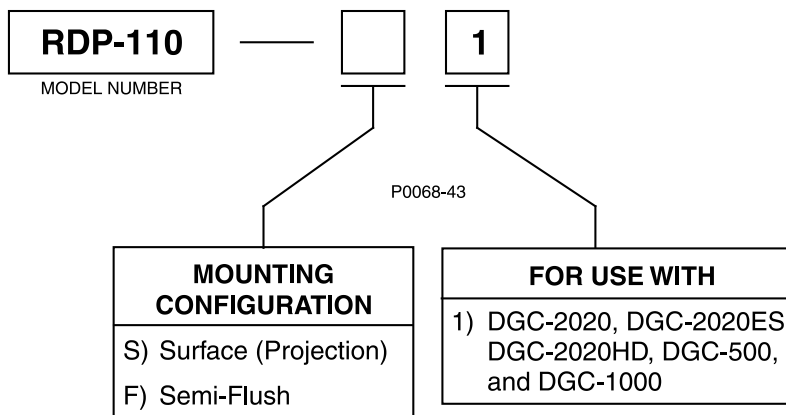 RDP-110 1
MODEL NUMBER
P0068-43
MOUNTING
CONFIGURATION
S) Surface (Projection)
F) Semi-Flush
FOR USE WITH
1) DGC-2020, DGC-2020ES
DGC-2020HD, DGC-500,
and DGC-1000